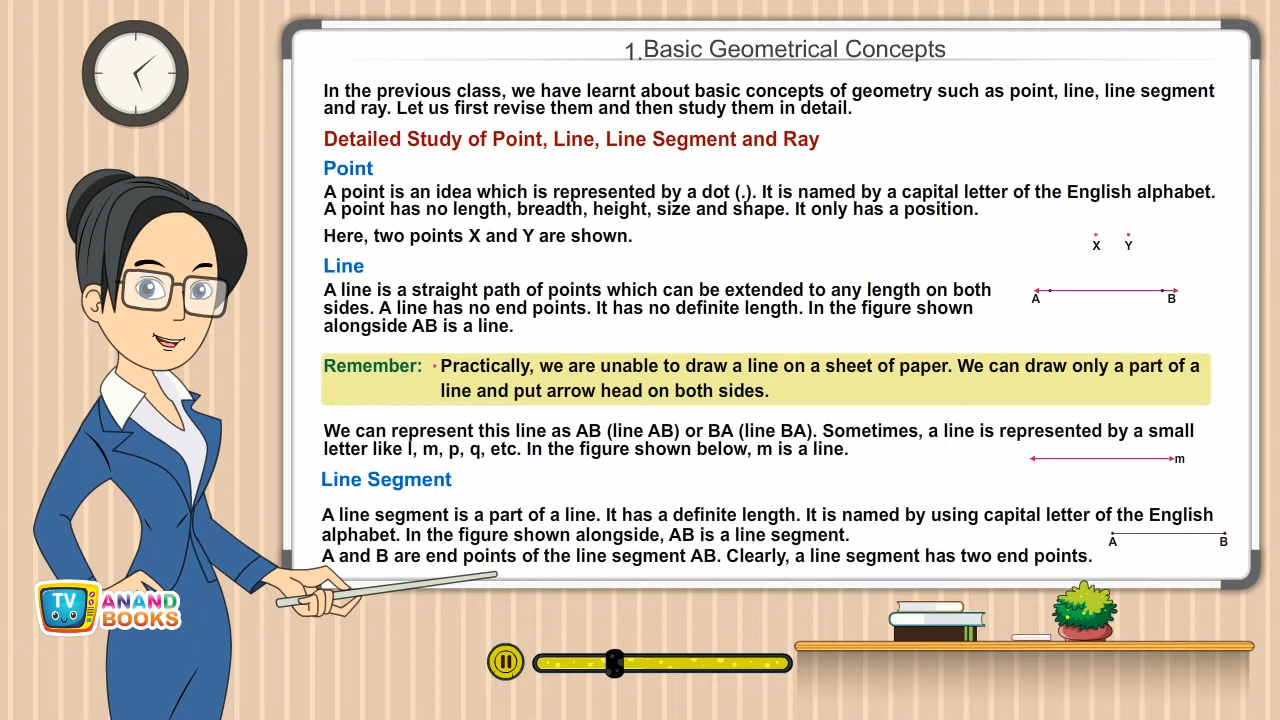 1.Basic Geometrical Concepts
In the previous class, we have learnt about basic concepts of geometry such as point, line, line segment
and ray. Let us first revise them and then study them in detail.
Detailed Study of Point, Line, Line Segment and Ray
Point
A point is an idea which is represented by a dot (.). It is named by a capital letter of the English alphabet.
A point has no length, breadth, height, size and shape. It only has a position.
Here, two points X and Y are shown.
X Y
Line
A line is a straight path of points which can be extended to any length on both
sides. A line has no end points. It has no definite length. In the figure shown
alongside AB is a line.
A B
Remember: · Practically, we are unable to draw a line on a sheet of paper. We can draw only a part of a
line and put arrow head on both sides.
We can represent this line as AB (line AB) or BA (line BA). Sometimes, a line is represented by a small
letter like l, m, p, q, etc. In the figure shown below, m is a line.
m
Line Segment
A line segment is a part of a line. It has a definite length. It is named by using capital letter of the English
alphabet. In the figure shown alongside, AB is a line segment.
A B
A and B are end points of the line segment AB. Clearly, a line segment has two end points.
TV
ANAND
BOOKS